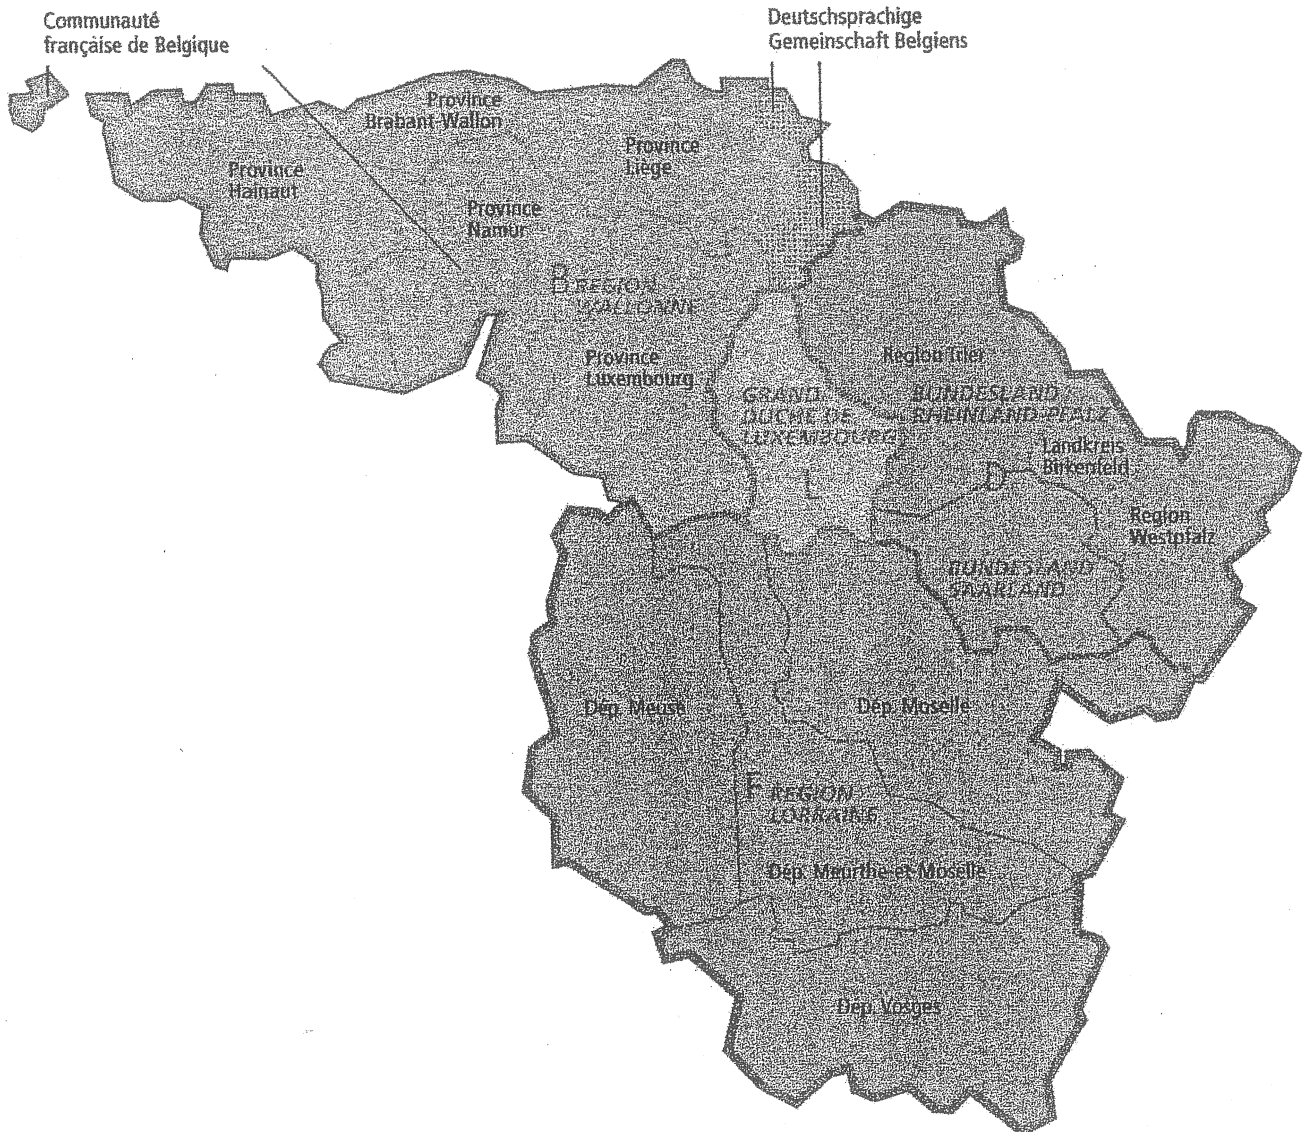 Communauté
française de Belgique
Deutschsprachige
Gemeinschaft Belgiens
Province
Brabant-Wallon
Province
Liège
Province
Hainaut
Province
Namur
B REGION
WALLONNE
Province
Luxembourg
Region Trier
GRAND-
DUCHE DE
LUXEMBOURG
L
BUNDESLAND
RHEINLAND-PFALZ
Landkreis
Birkenfeld
D
Region
Westpfalz
BUNDESLAND
SAARLAND
Dép. Meuse
Dép. Moselle
F REGION
LORRAINE
Dép. Meurthe-et-Moselle
Dép. Vosges